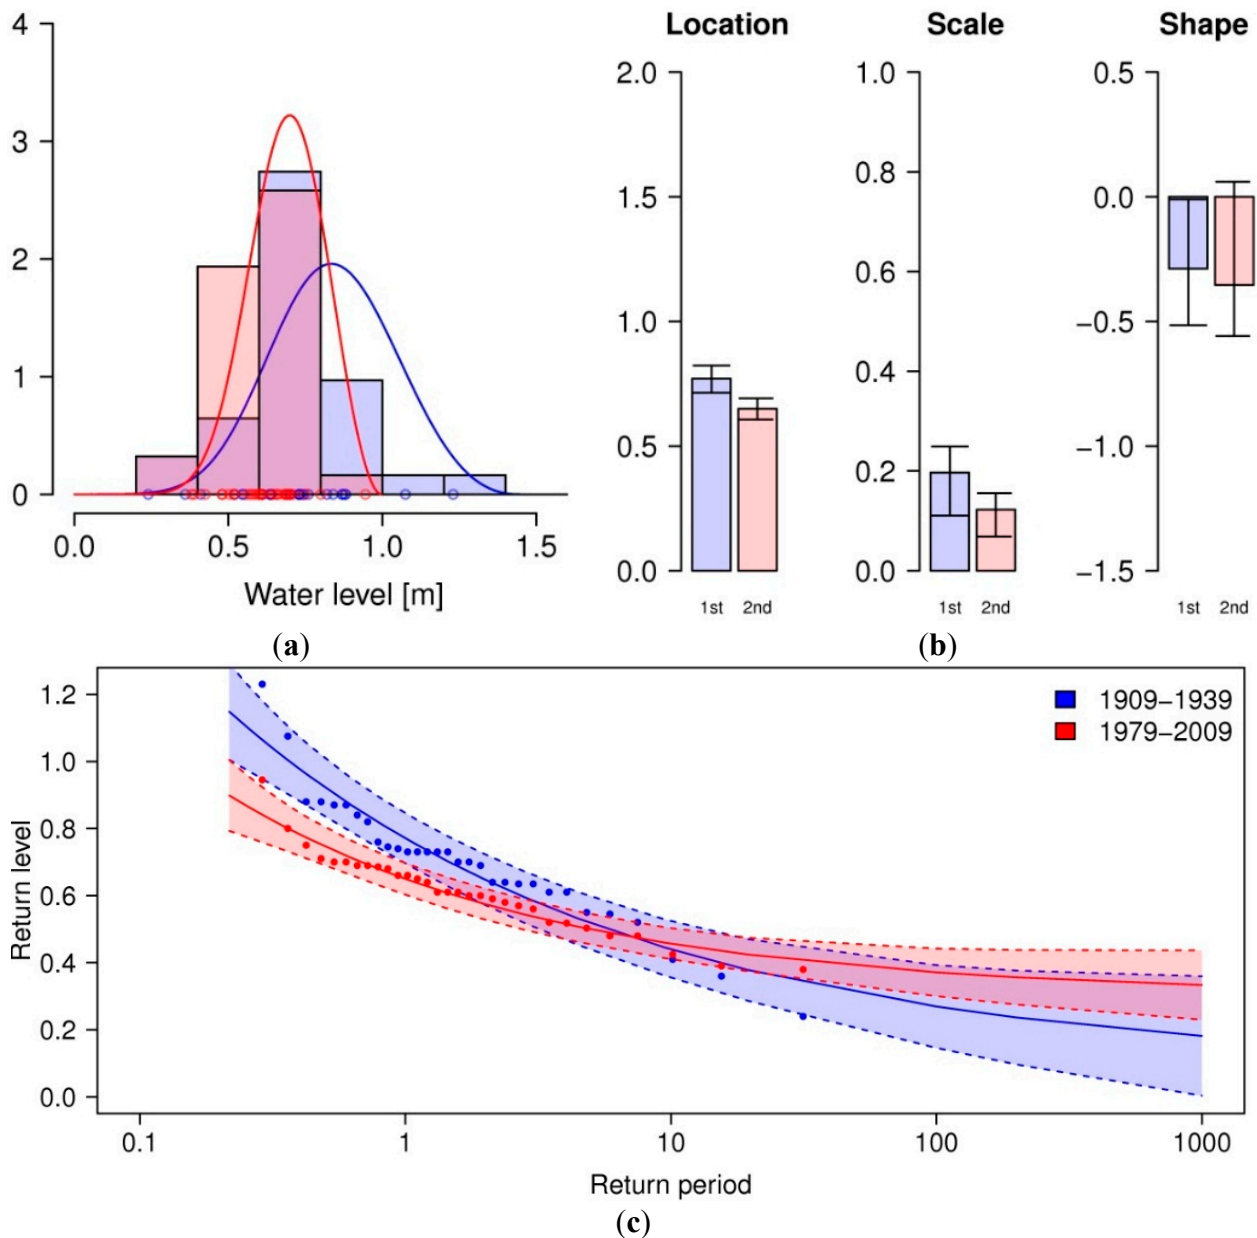 4
3
2
1
0
0.0 0.5 1.0 1.5
Water level [m]
(a)
Location
2.0
1.5
1.0
0.5
0.0
1st 2nd
Scale
1.0
0.8
0.6
0.4
0.2
0.0
1st 2nd
Shape
0.5
0.0
−0.5
−1.0
−1.5
1st 2nd
(b)
Return level
1.2
1.0
0.8
0.6
0.4
0.2
0.0
1909−1939
1979−2009
0.1 1 10 100 1000
Return period
(c)